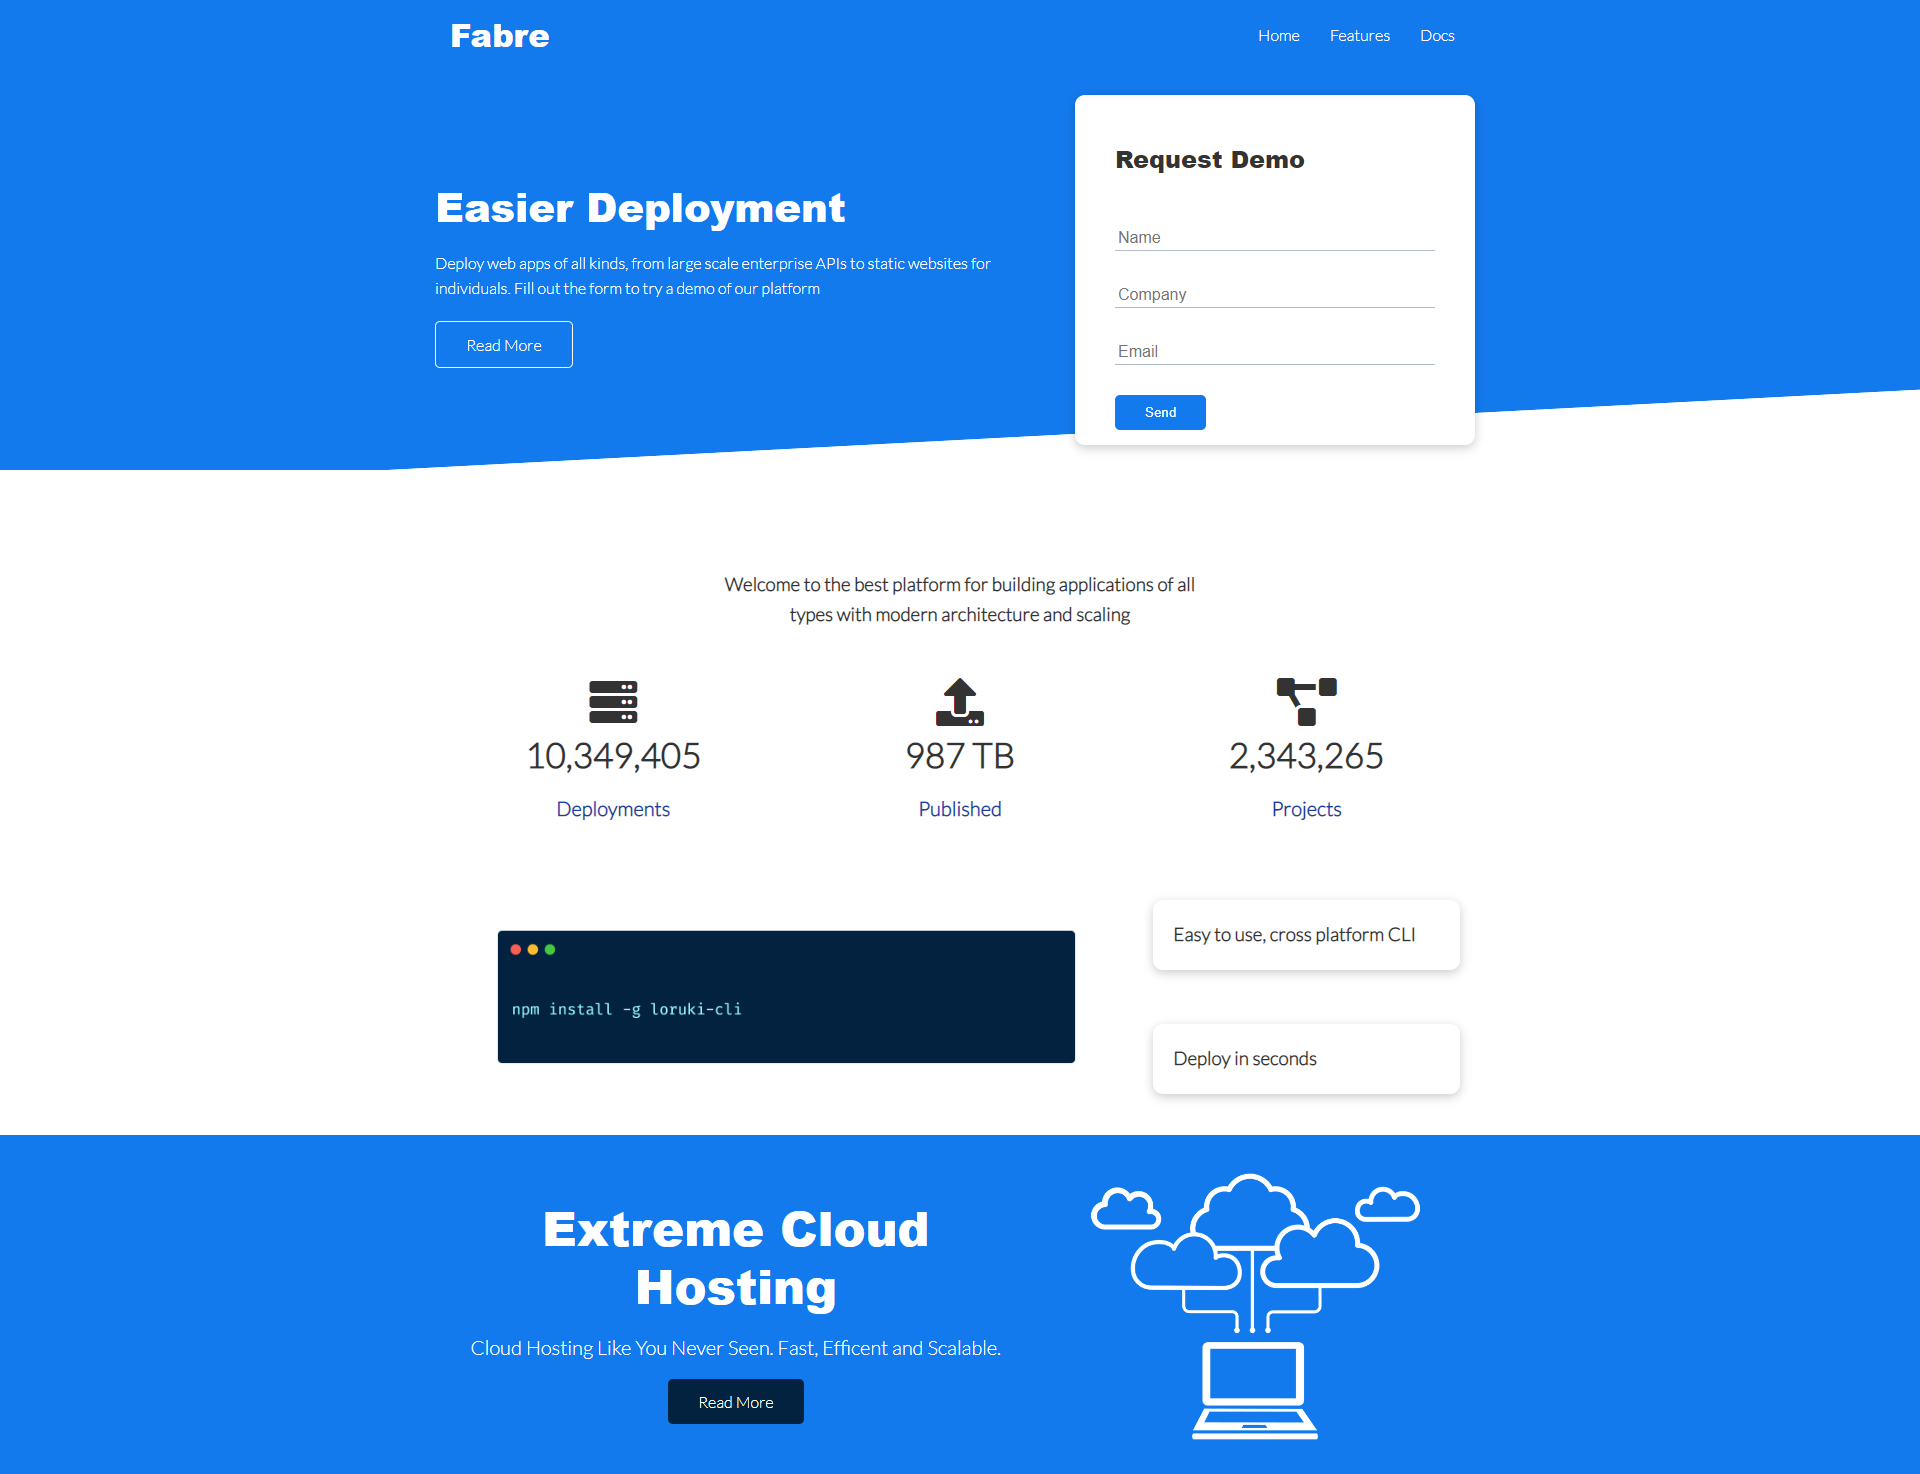 Fabre
Home Features Docs
Request Demo
Easier Deployment
Deploy web apps of all kinds, from large scale enterprise APIs to static websites for
individuals. Fill out the form to try a demo of our platform
Read More
Name
Company
Email
Send
Welcome to the best platform for building applications of all
types with modern architecture and scaling
10,349,405
Deployments
987 TB
Published
2,343,265
Projects
npm install -g loruki-cli
Easy to use, cross platform CLI
Deploy in seconds
Extreme Cloud
Hosting
Cloud Hosting Like You Never Seen. Fast, Efficent and Scalable.
Read More